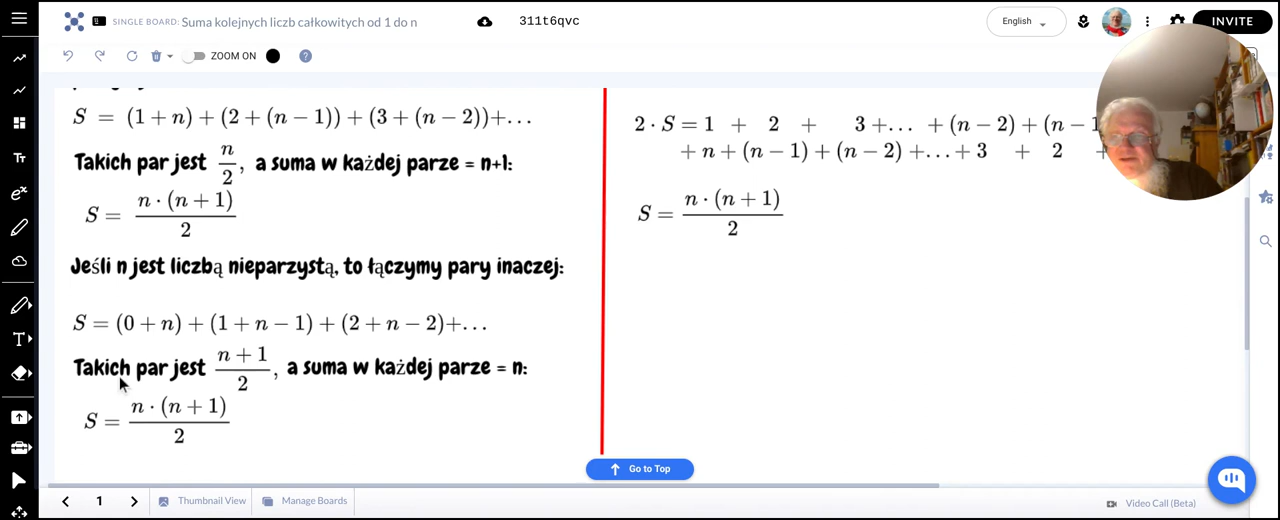 SINGLE BOARD: Suma kolejnych liczb całkowitych od 1 do n
311t6qvc
English
INVITE
ZOOM ON
S = (1 + n) + (2 + (n − 1)) + (3 + (n − 2))+…
Takich par jest n/2, a suma w każdej parze = n+1:
S = n · (n + 1) / 2
Jeśli n jest liczbą nieparzystą, to łączymy pary inaczej:
S = (0 + n) + (1 + n − 1) + (2 + n − 2)+…
Takich par jest n + 1 / 2, a suma w każdej parze = n:
S = n · (n + 1) / 2
2 · S = 1 + 2 + 3 +… + (n − 2) + (n − 1
+ n + (n − 1) + (n − 2) +…+ 3 + 2 +
S = n · (n + 1) / 2
Go to Top
1
Thumbnail View
Manage Boards
Video Call (Beta)